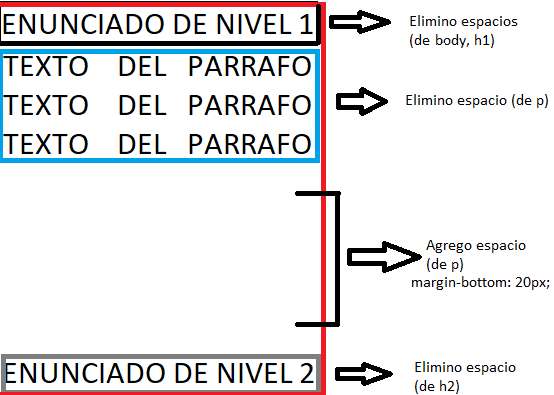 ENUNCIADO DE NIVEL 1
Elimino espacios
(de body, h1)
TEXTO DEL PARRAFO
TEXTO DEL PARRAFO
TEXTO DEL PARRAFO
Elimino espacio (de p)
Agrego espacio
(de p)
margin-bottom: 20px;
ENUNCIADO DE NIVEL 2
Elimino espacio
(de h2)